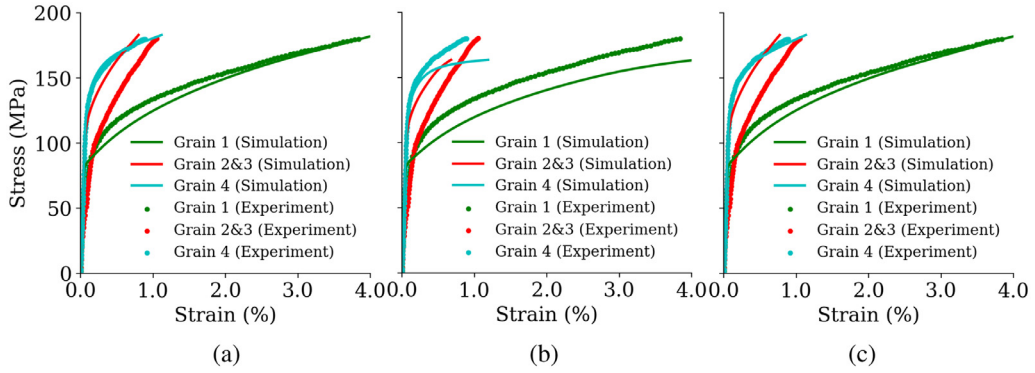 200
150
100
50
0
Stress (MPa)
Grain 1 (Simulation)
Grain 2&3 (Simulation)
Grain 4 (Simulation)
Grain 1 (Experiment)
Grain 2&3 (Experiment)
Grain 4 (Experiment)
0.0 1.0 2.0 3.0 4.0
Strain (%)
(a)
Grain 1 (Simulation)
Grain 2&3 (Simulation)
Grain 4 (Simulation)
Grain 1 (Experiment)
Grain 2&3 (Experiment)
Grain 4 (Experiment)
0.0 1.0 2.0 3.0 4.0
Strain (%)
(b)
Grain 1 (Simulation)
Grain 2&3 (Simulation)
Grain 4 (Simulation)
Grain 1 (Experiment)
Grain 2&3 (Experiment)
Grain 4 (Experiment)
0.0 1.0 2.0 3.0 4.0
Strain (%)
(c)